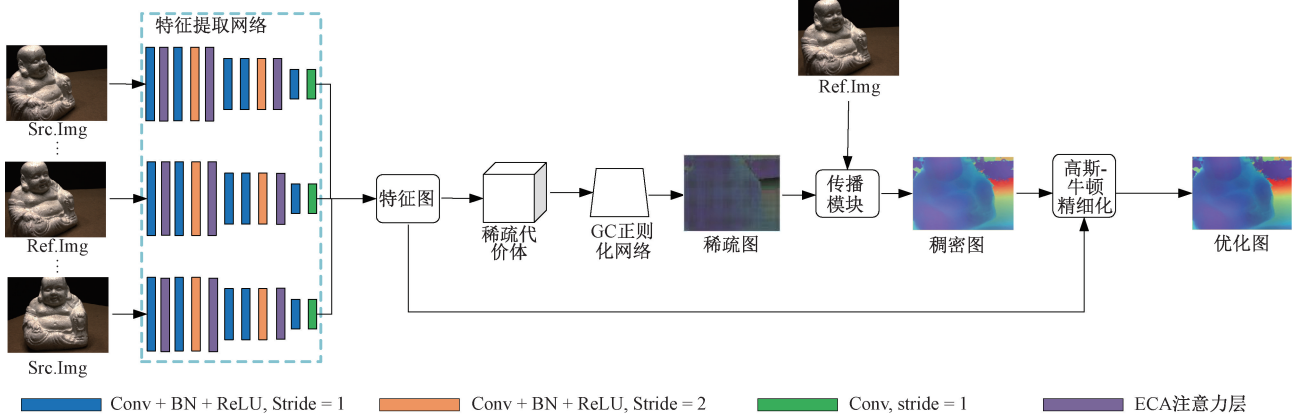 特征提取网络
Src.Img
⋮
Ref.Img
⋮
Src.Img
特征图
稀疏代
价体
GC正则
化网络
稀疏图
Ref.Img
传播
模块
稠密图
高斯-
牛顿
精细化
优化图
Conv + BN + ReLU, Stride = 1
Conv + BN + ReLU, Stride = 2
Conv, stride = 1
ECA注意力层